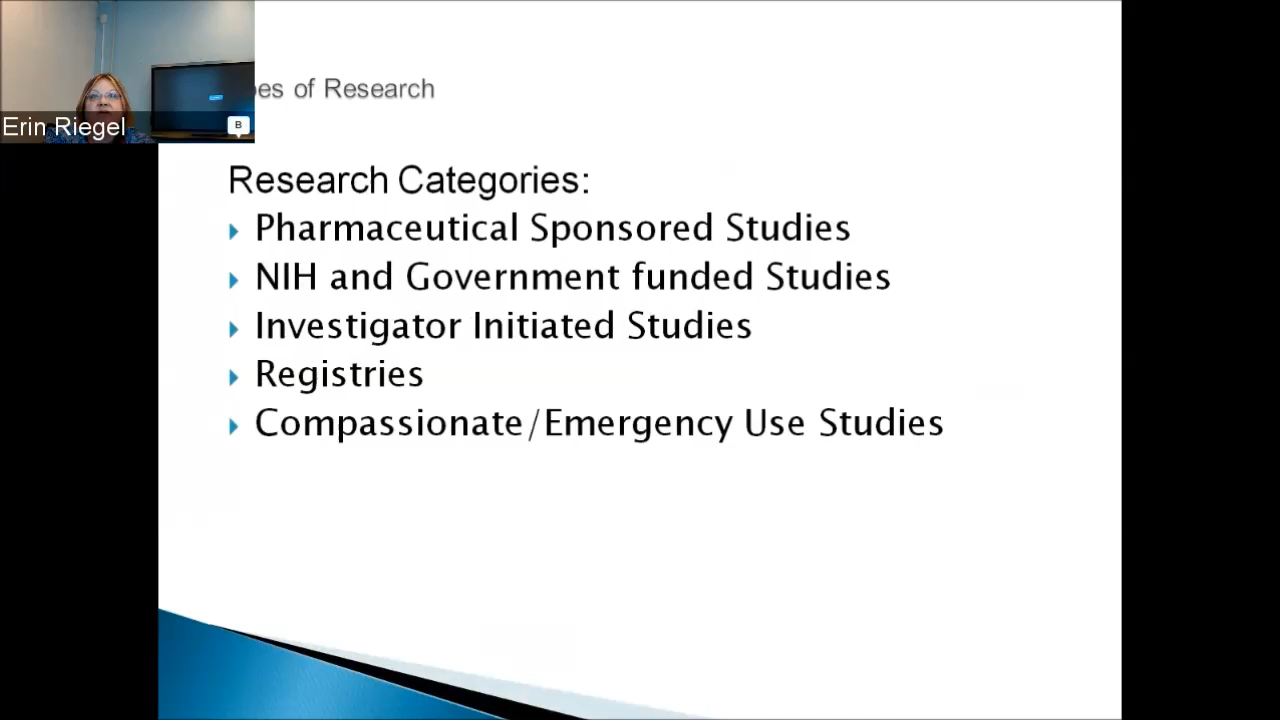 of Research
Erin Riegel
B
Research Categories:
Pharmaceutical Sponsored Studies
NIH and Government funded Studies
Investigator Initiated Studies
Registries
Compassionate/Emergency Use Studies